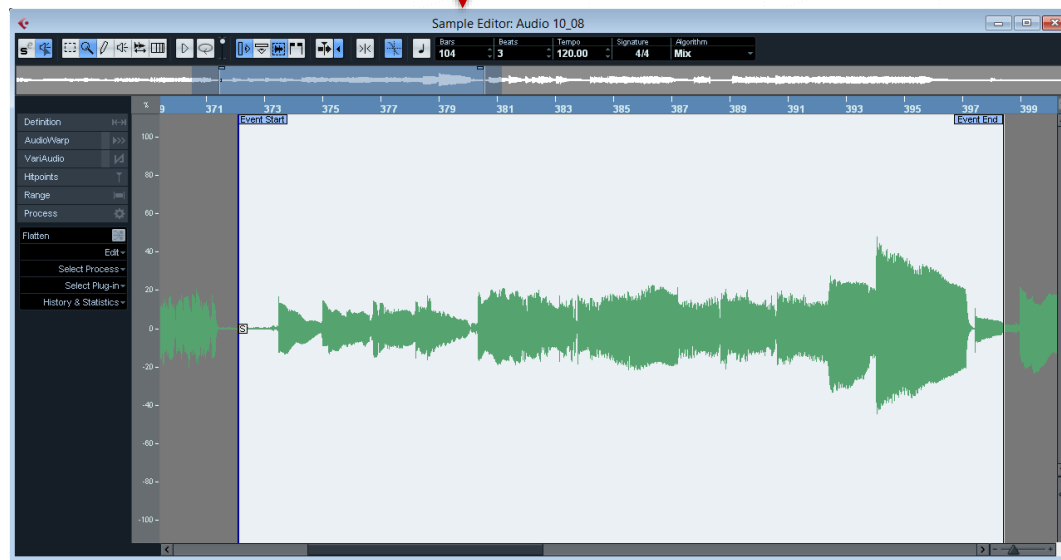 Sample Editor: Audio 10_08
Bars Beats Tempo Signature Algorithm
104 3 120.00 4/4 Mix
% 9 371 373 375 377 379 381 383 385 387 389 391 393 395 397 399
Event Start Event End
Definition
AudioWarp
VariAudio
Hitpoints
Range
Process
Flatten
Edit
Select Process
Select Plug-in
History & Statistics
100
80
60
40
20
0
S
-20
-40
-60
-80
-100